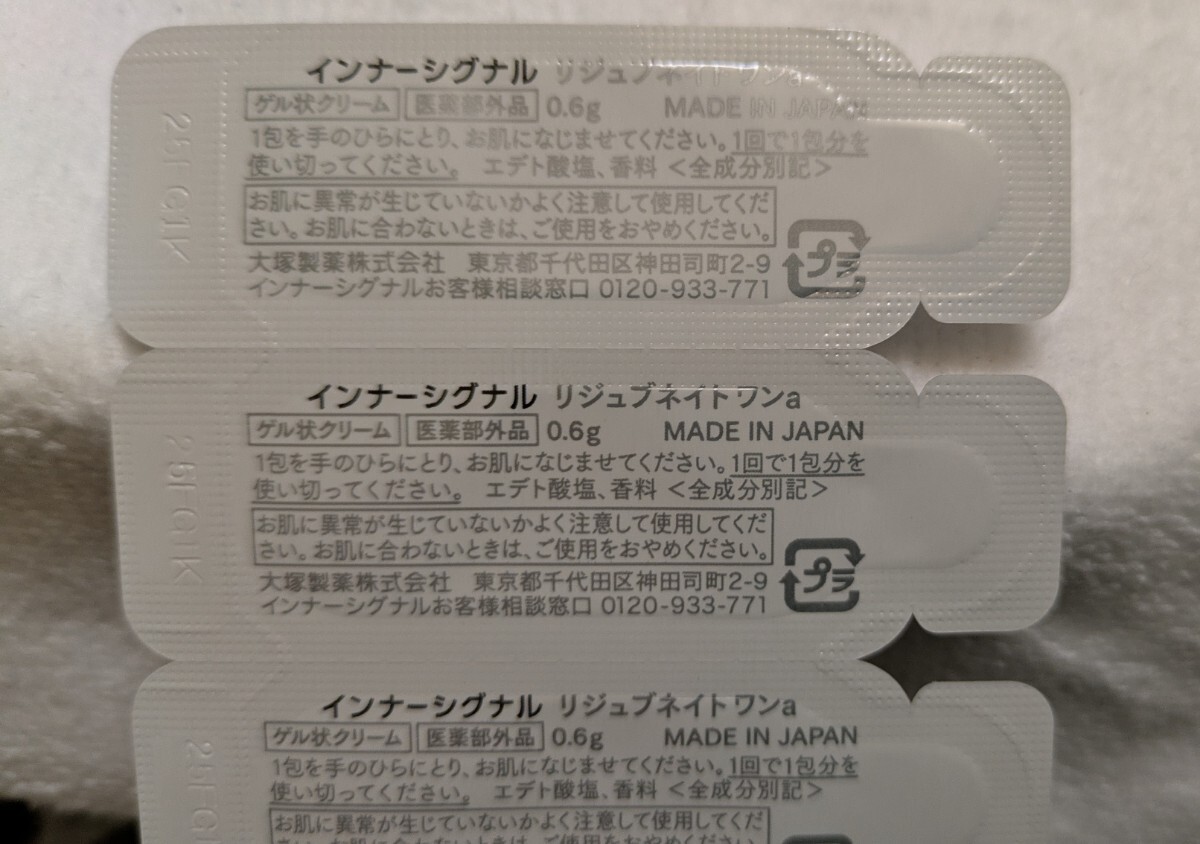 インナーシグナル リジュブネイトワンa
ゲル状クリーム 医薬部外品 0.6g MADE IN JAPAN
1包を手のひらにとり、お肌になじませてください。1回で1包分を
使い切ってください。 エデト酸塩、香料 <全成分別記>
お肌に異常が生じていないかよく注意して使用してくだ
さい。お肌に合わないときは、ご使用をおやめください。
プラ
大塚製薬株式会社 東京都千代田区神田司町2-9
インナーシグナルお客様相談窓口 0120-933-771
インナーシグナル リジュブネイトワンa
ゲル状クリーム 医薬部外品 0.6g MADE IN JAPAN
1包を手のひらにとり、お肌になじませてください。1回で1包分を
使い切ってください。 エデト酸塩、香料 <全成分別記>
お肌に異常が生じていないかよく注意して使用してくだ
さい。お肌に合わないときは、ご使用をおやめください。
プラ
大塚製薬株式会社 東京都千代田区神田司町2-9
インナーシグナルお客様相談窓口 0120-933-771
インナーシグナル リジュブネイトワンa
ゲル状クリーム 医薬部外品 0.6g MADE IN JAPAN
1包を手のひらにとり、お肌になじませてください。1回で1包分を
使い切ってください。 エデト酸塩、香料 <全成分別記>
お肌に異常が生じていないかよく注意して使用してくだ